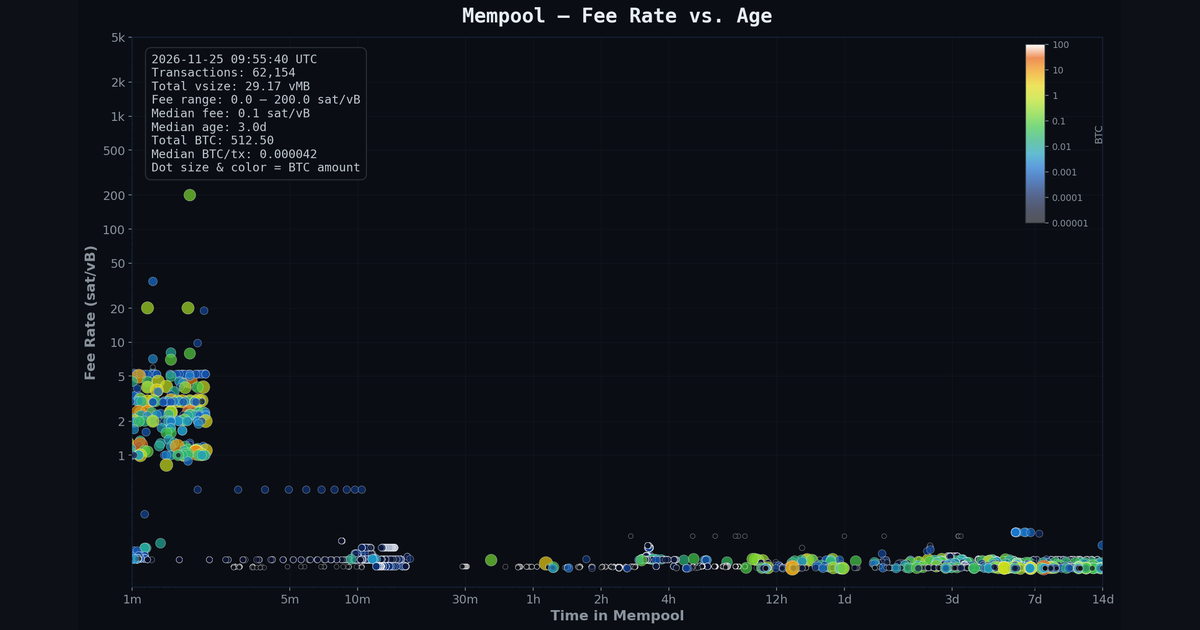 Mempool — Fee Rate vs. Age
2026-11-25 09:55:40 UTC
Transactions: 62,154
Total vsize: 29.17 vMB
Fee range: 0.0 — 200.0 sat/vB
Median fee: 0.1 sat/vB
Median age: 3.0d
Total BTC: 512.50
Median BTC/tx: 0.000042
Dot size & color = BTC amount
100
10
1
0.1
0.01
0.001
0.0001
0.00001
BTC
Fee Rate (sat/vB)
5k
2k
1k
500
200
100
50
20
10
5
2
1
1m 5m 10m 30m 1h 2h 4h 12h 1d 3d 7d 14d
Time in Mempool